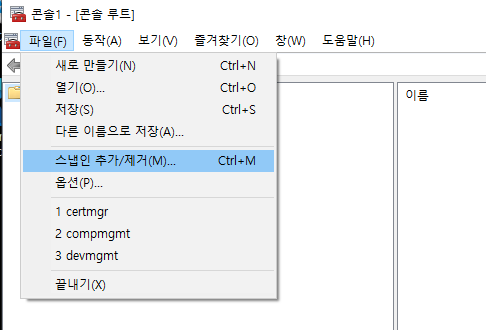 콘솔1 - [콘솔 루트]
파일(F) 동작(A) 보기(V) 즐겨찾기(O) 창(W) 도움말(H)
새로 만들기(N) Ctrl+N
열기(O)... Ctrl+O
저장(S) Ctrl+S
다른 이름으로 저장(A)...
스냅인 추가/제거(M)... Ctrl+M
옵션(P)...
1 certmgr
2 compmgmt
3 devmgmt
끝내기(X)
이름